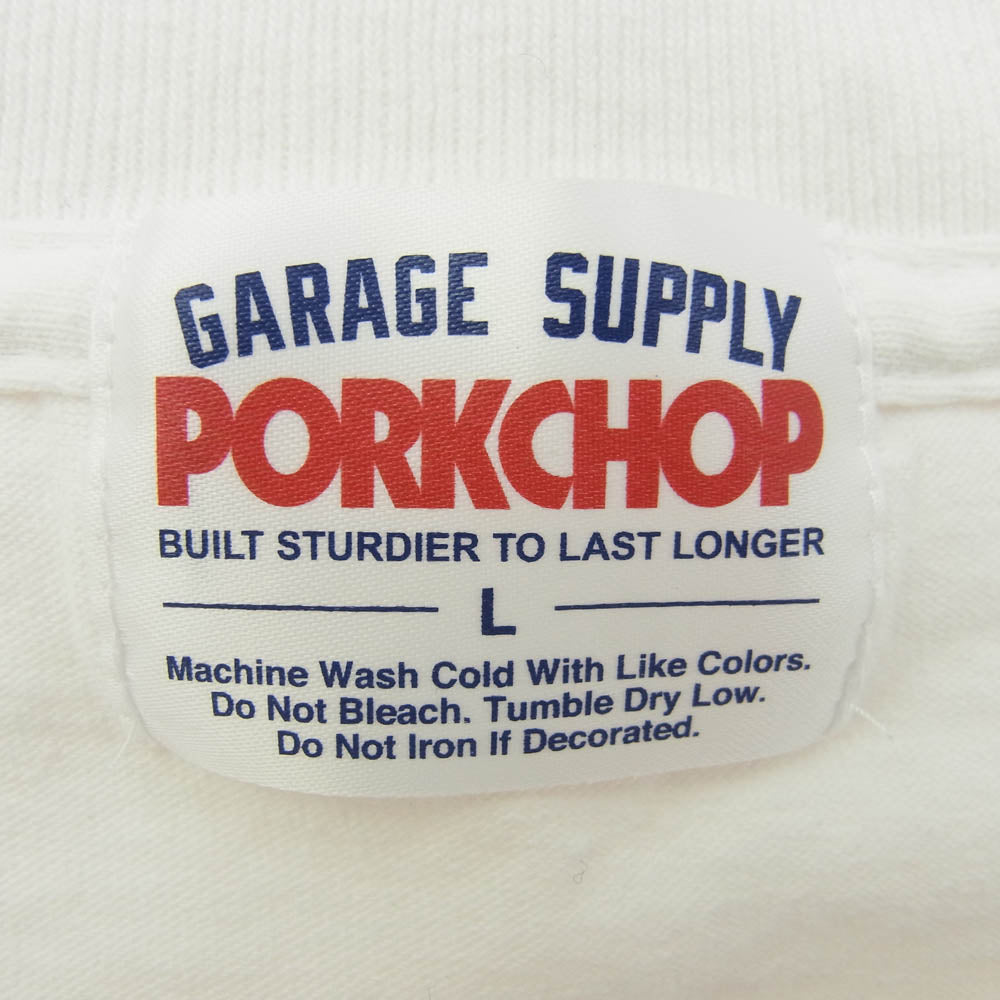 GARAGE SUPPLY
PORKCHOP
BUILT STURDIER TO LAST LONGER
L
Machine Wash Cold With Like Colors.
Do Not Bleach. Tumble Dry Low.
Do Not Iron If Decorated.